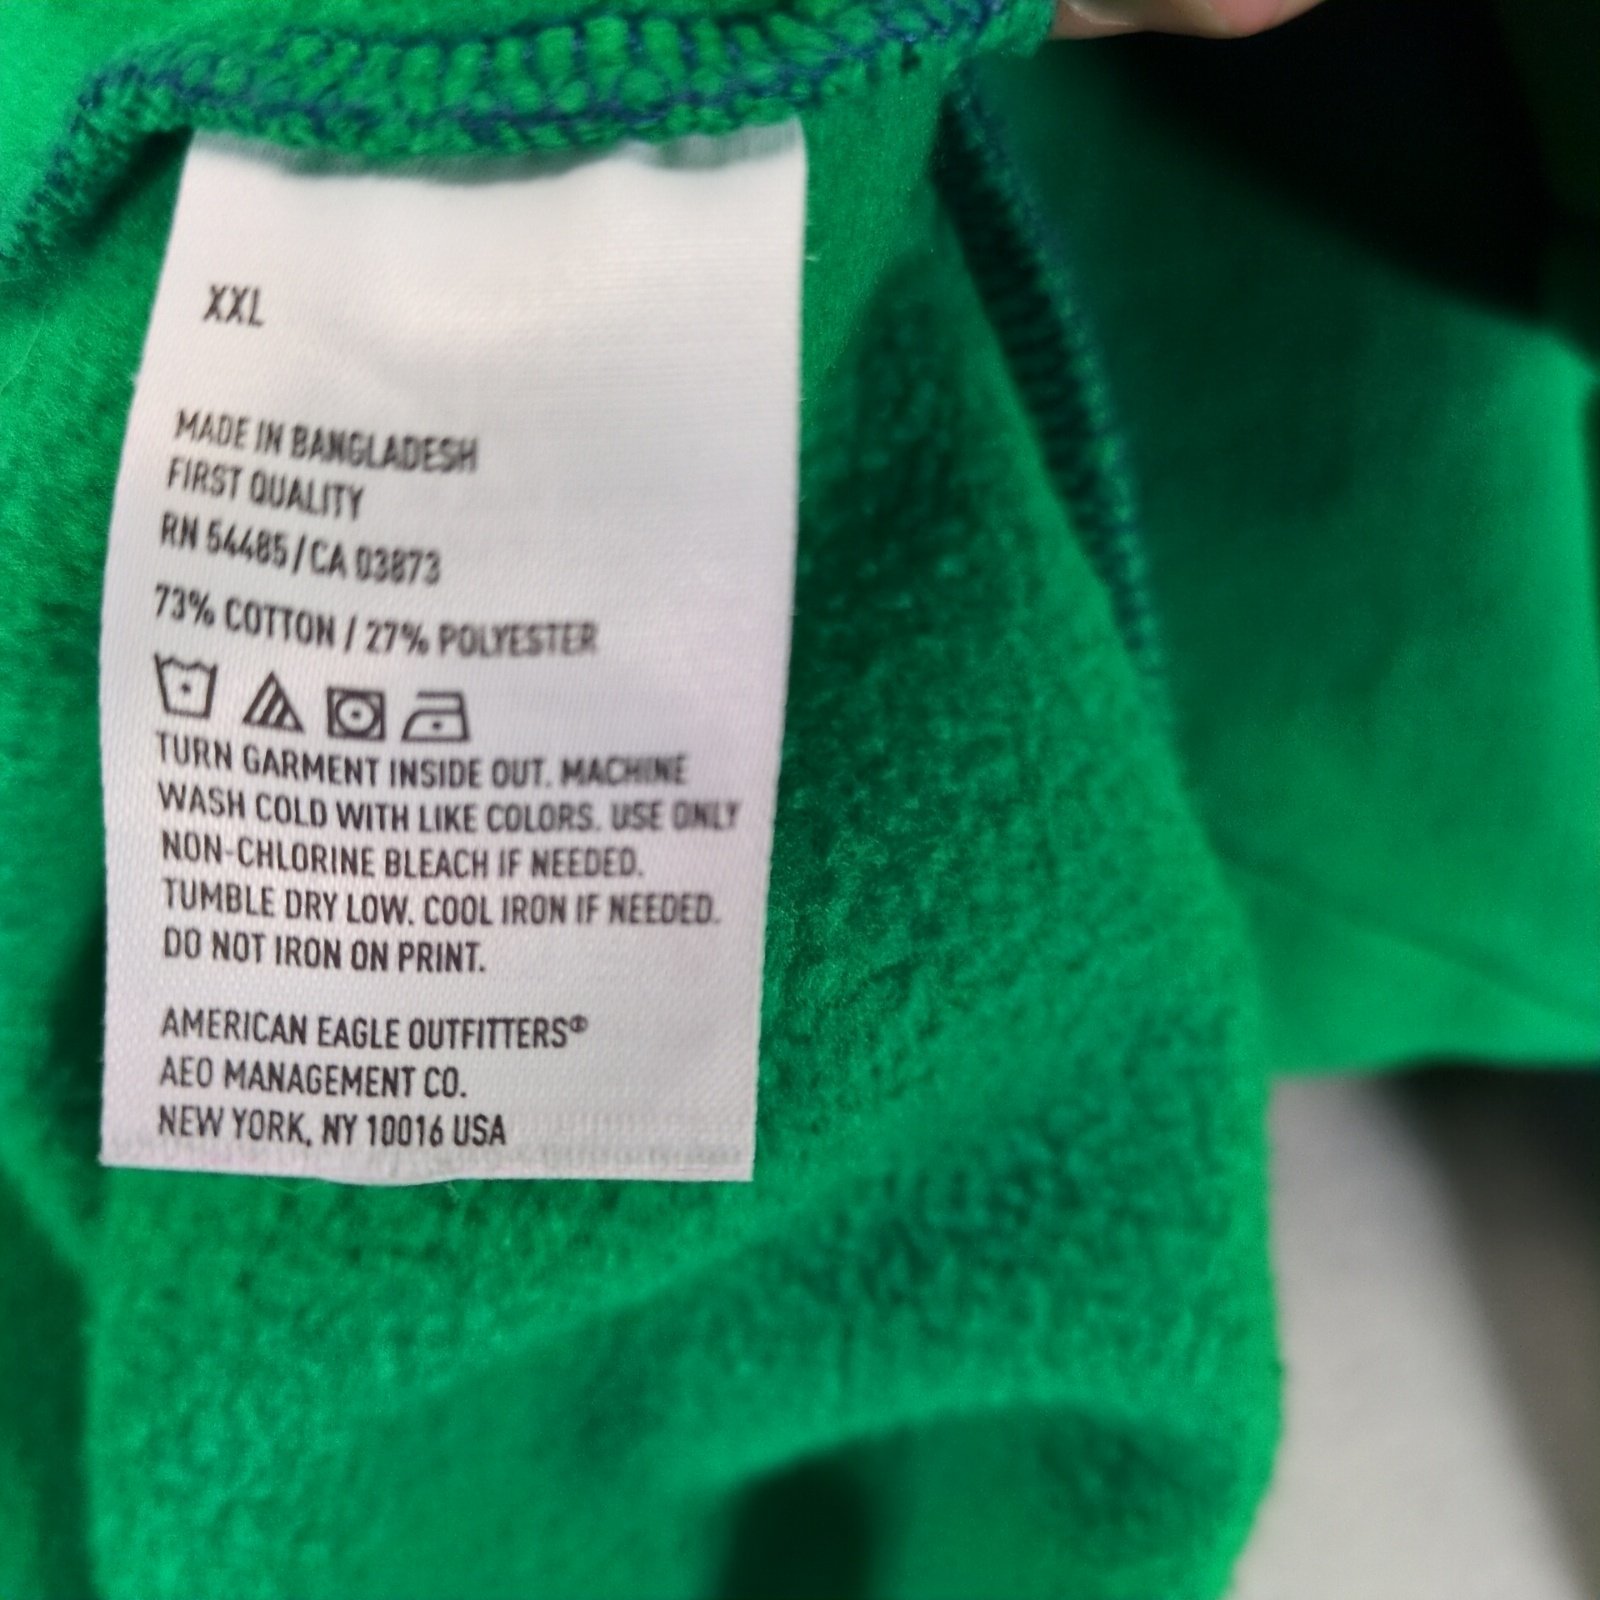 XXL
MADE IN BANGLADESH
FIRST QUALITY
RN 54485/CA 03873
73% COTTON / 27% POLYESTER
TURN GARMENT INSIDE OUT. MACHINE
WASH COLD WITH LIKE COLORS. USE ONLY
NON-CHLORINE BLEACH IF NEEDED.
TUMBLE DRY LOW. COOL IRON IF NEEDED.
DO NOT IRON ON PRINT.
AMERICAN EAGLE OUTFITTERS®
AEO MANAGEMENT CO.
NEW YORK, NY 10016 USA